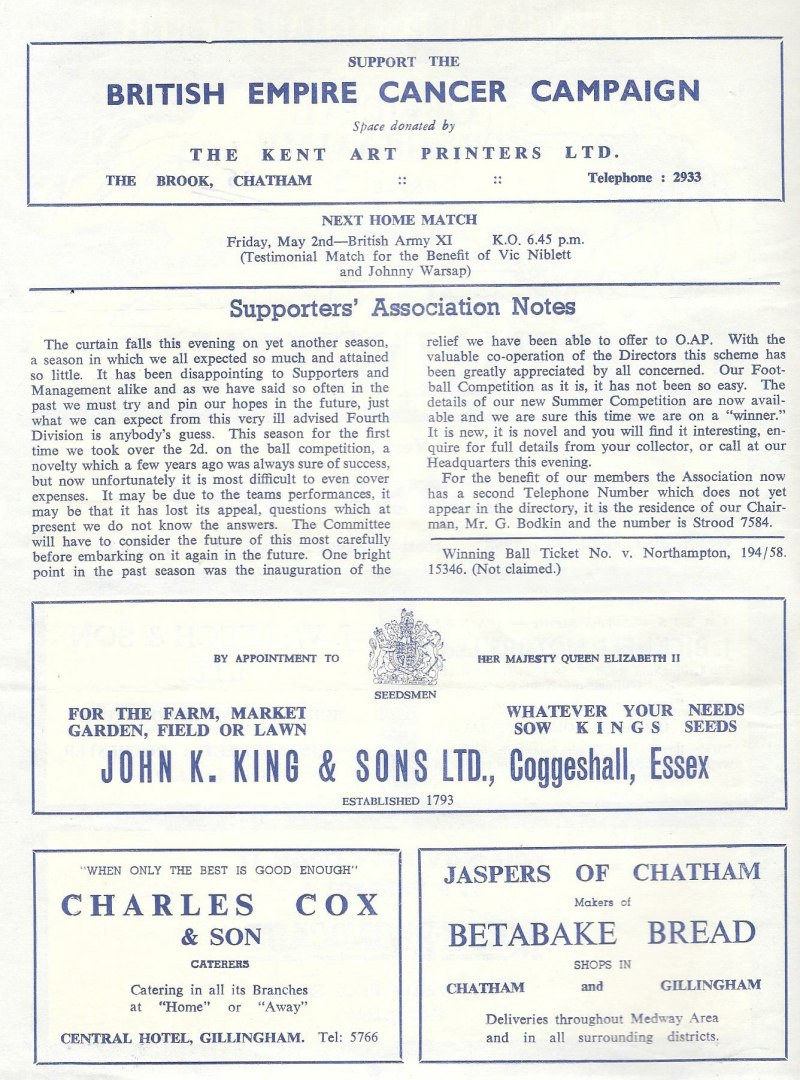 SUPPORT THE
BRITISH EMPIRE CANCER CAMPAIGN
Space donated by
THE KENT ART PRINTERS LTD.
THE BROOK, CHATHAM :: :: Telephone : 2933
NEXT HOME MATCH
Friday, May 2nd—British Army XI K.O. 6.45 p.m.
(Testimonial Match for the Benefit of Vic Niblett
and Johnny Warsap)
Supporters' Association Notes
The curtain falls this evening on yet another season,
a season in which we all expected so much and attained
so little. It has been disappointing to Supporters and
Management alike and as we have said so often in the
past we must try and pin our hopes in the future, just
what we can expect from this very ill advised Fourth
Division is anybody's guess. This season for the first
time we took over the 2d. on the ball competition, a
novelty which a few years ago was always sure of success,
but now unfortunately it is most difficult to even cover
expenses. It may be due to the teams performances, it
may be that it has lost its appeal, questions which at
present we do not know the answers. The Committee
will have to consider the future of this most carefully
before embarking on it again in the future. One bright
point in the past season was the inauguration of the
relief we have been able to offer to O.AP. With the
valuable co-operation of the Directors this scheme has
been greatly appreciated by all concerned. Our Foot-
ball Competition as it is, it has not been so easy. The
details of our new Summer Competition are now avail-
able and we are sure this time we are on a "winner."
It is new, it is novel and you will find it interesting, en-
quire for full details from your collector, or call at our
Headquarters this evening.
For the benefit of our members the Association now
has a second Telephone Number which does not yet
appear in the directory, it is the residence of our Chair-
man, Mr. G. Bodkin and the number is Strood 7584.
Winning Ball Ticket No. v. Northampton, 194/58.
15346. (Not claimed.)
BY APPOINTMENT TO HER MAJESTY QUEEN ELIZABETH II
SEEDSMEN
FOR THE FARM, MARKET
GARDEN, FIELD OR LAWN
WHATEVER YOUR NEEDS
SOW KINGS SEEDS
JOHN K. KING & SONS LTD., Coggeshall, Essex
ESTABLISHED 1793
"WHEN ONLY THE BEST IS GOOD ENOUGH"
CHARLES COX
& SON
CATERERS
Catering in all its Branches
at "Home" or "Away"
CENTRAL HOTEL, GILLINGHAM. Tel: 5766
JASPERS OF CHATHAM
Makers of
BETABAKE BREAD
SHOPS IN
CHATHAM and GILLINGHAM
Deliveries throughout Medway Area
and in all surrounding districts.